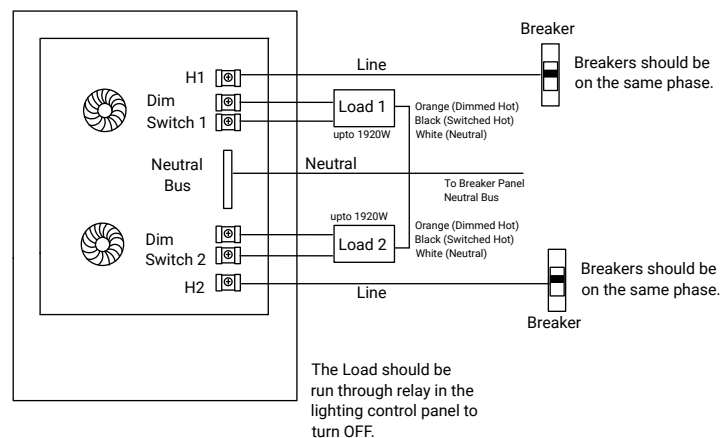 Breaker
Line
Breakers should be
on the same phase.
H1
Dim
Switch 1
Load 1
upto 1920W
Orange (Dimmed Hot)
Black (Switched Hot)
White (Neutral)
Neutral
Bus
Neutral
To Breaker Panel
Neutral Bus
upto 1920W
Load 2
Orange (Dimmed Hot)
Black (Switched Hot)
White (Neutral)
Dim
Switch 2
H2
Line
Breakers should be
on the same phase.
Breaker
The Load should be
run through relay in the
lighting control panel to
turn OFF.